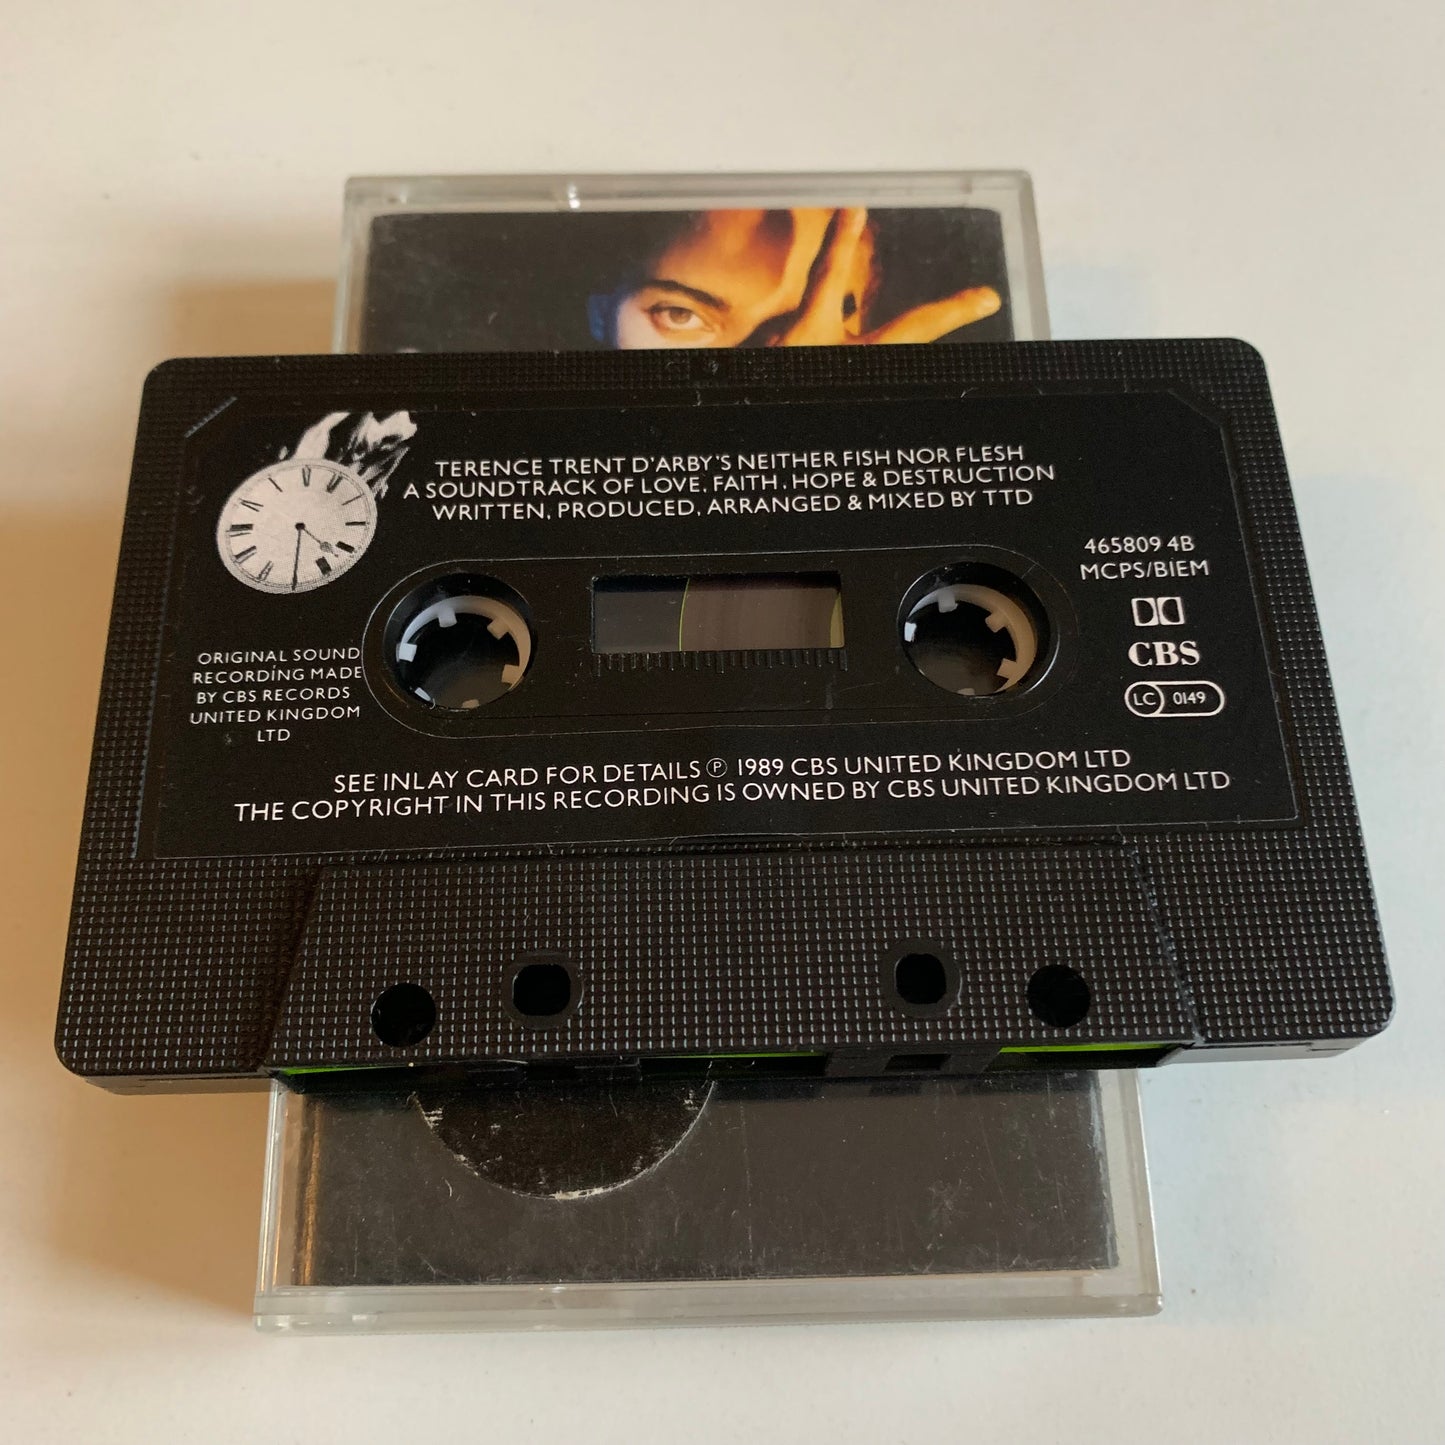 TERENCE TRENT D'ARBY'S NEITHER FISH NOR FLESH
A SOUNDTRACK OF LOVE, FAITH, HOPE & DESTRUCTION
WRITTEN, PRODUCED, ARRANGED & MIXED BY TTD
465809 4B
MCPS/BIEM
CBS
LC 0149
ORIGINAL SOUND
RECORDING MADE
BY CBS RECORDS
UNITED KINGDOM
LTD
SEE INLAY CARD FOR DETAILS ℗ 1989 CBS UNITED KINGDOM LTD
THE COPYRIGHT IN THIS RECORDING IS OWNED BY CBS UNITED KINGDOM LTD